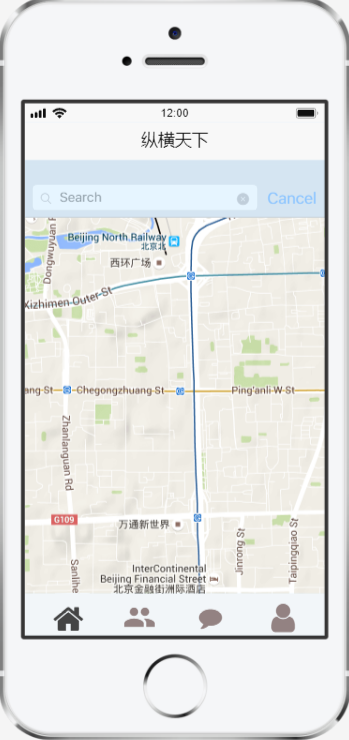 12:00
纵横天下
Search
Cancel
Dongwuyuan
Beijing North Railway
北京北
西环广场
Xizhimen Outer St
ang St
Chegongzhuang St
Ping'anli W St
Zhanlanguan Rd
G109
万通新世界
Sanlihe
InterContinental
Beijing Financial Street
北京金融街洲际酒店
Jinrong St
Taipingqiao St